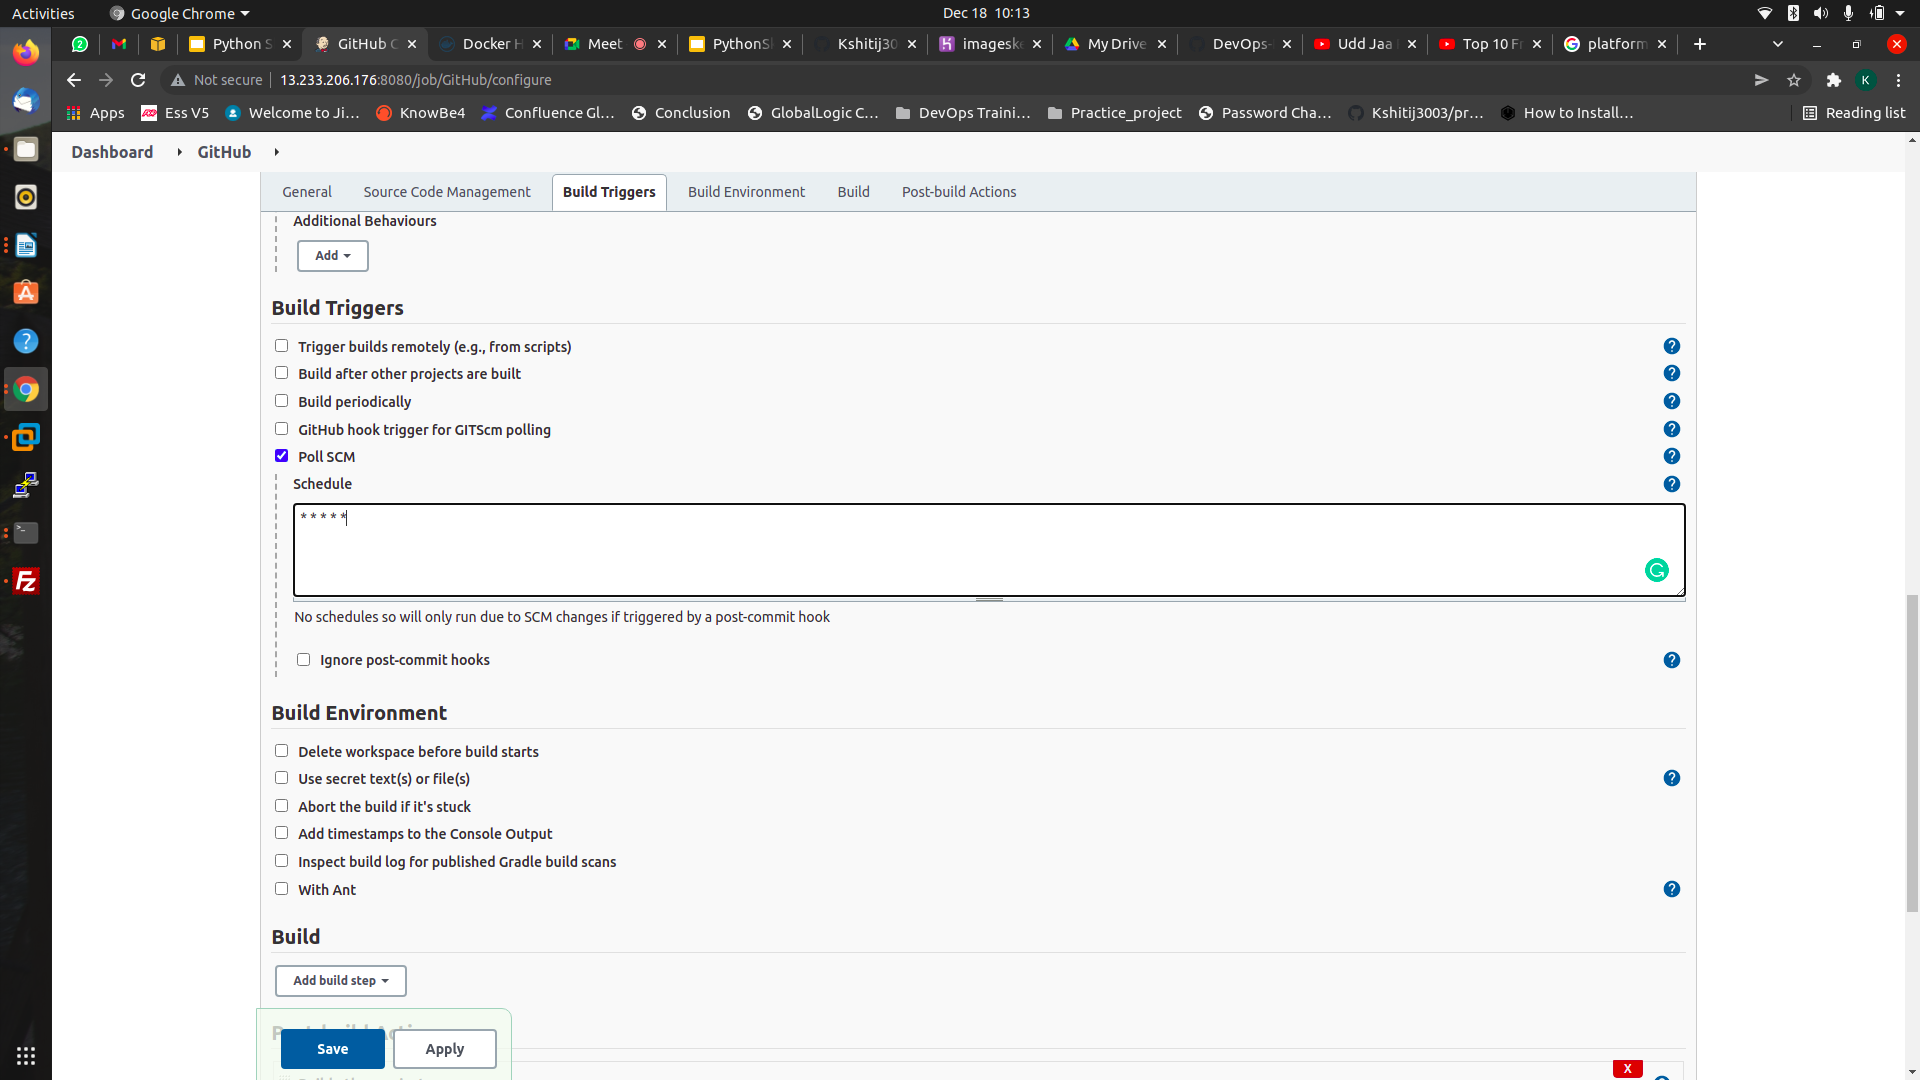 Activities
Google Chrome
Dec 18 10:13
2
Python S
GitHub C
Docker H
Meet
PythonSl
Kshitij30
imageske
My Drive
DevOps-
Udd Jaa
Top 10 Fr
platform
Not secure
13.233.206.176:8080/job/GitHub/configure
K
Apps
Ess V5
Welcome to Ji…
KnowBe4
Confluence Gl…
Conclusion
GlobalLogic C…
DevOps Traini…
Practice_project
Password Cha…
Kshitij3003/pr…
How to Install…
Reading list
Dashboard
GitHub
General
Source Code Management
Build Triggers
Build Environment
Build
Post-build Actions
Additional Behaviours
Add
Build Triggers
Trigger builds remotely (e.g., from scripts)
?
Build after other projects are built
?
Build periodically
?
GitHub hook trigger for GITScm polling
?
Poll SCM
?
Schedule
?
* * * * *
No schedules so will only run due to SCM changes if triggered by a post-commit hook
Ignore post-commit hooks
?
Build Environment
Delete workspace before build starts
Use secret text(s) or file(s)
?
Abort the build if it's stuck
Add timestamps to the Console Output
Inspect build log for published Gradle build scans
With Ant
?
Build
Add build step
Save
Apply
X